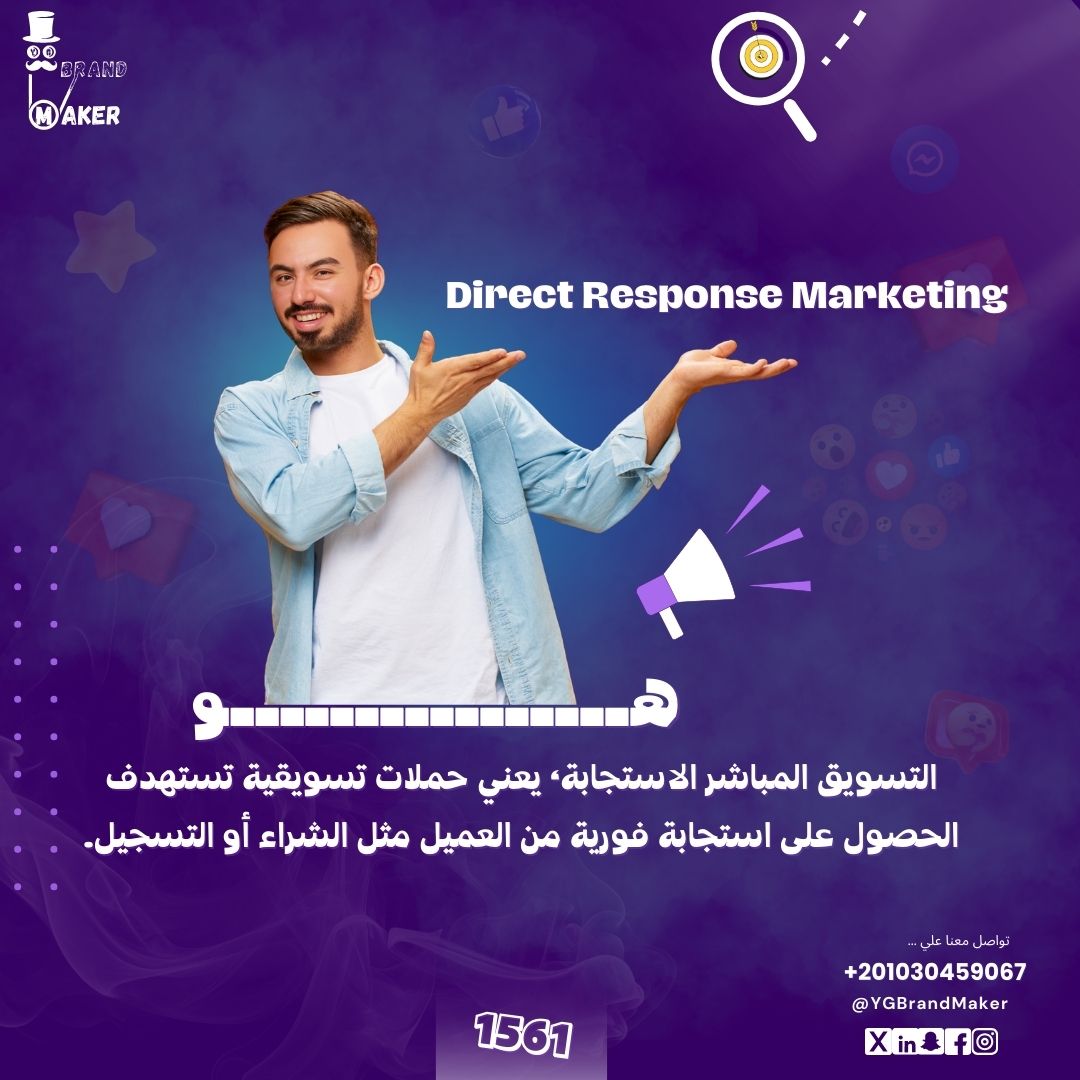 BRAND
MAKER
Direct Response Marketing
هـــــــــــــــــو
التسويق المباشر الاستجابة، يعني حملات تسويقية تستهدف
الحصول على استجابة فورية من العميل مثل الشراء أو التسجيل.
تواصل معنا علي ...
+201030459067
@YGBrandMaker
1561